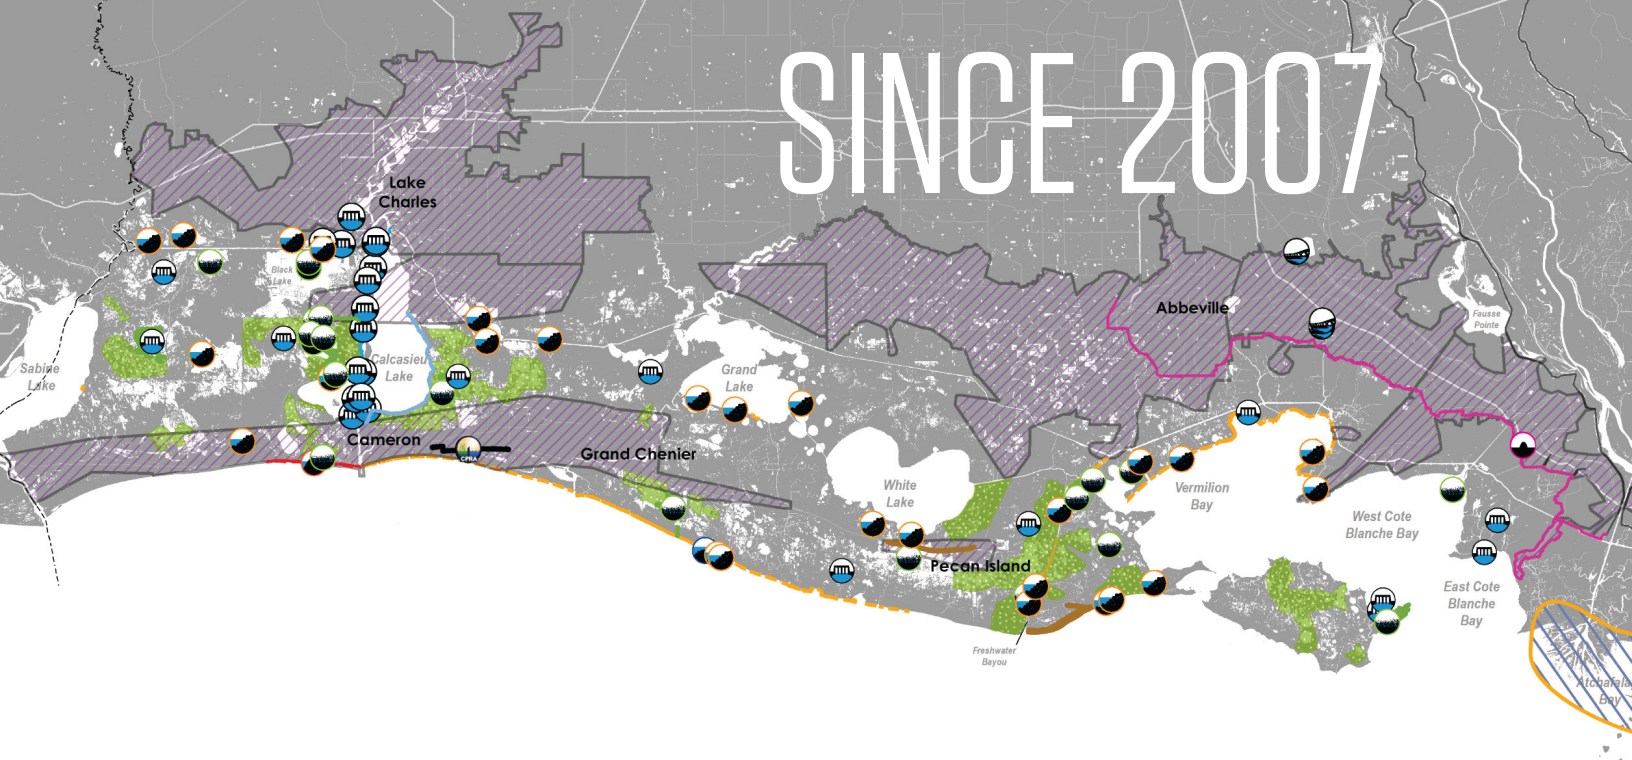 SINCE 2007
Lake
Charles
Black
Lake
Sabine
Lake
Calcasieu
Lake
Cameron
CPRA
Grand Chenier
Grand
Lake
White
Lake
Pecan Island
Freshwater
Bayou
Abbeville
Fausse
Pointe
Vermilion
Bay
West Cote
Blanche Bay
East Cote
Blanche
Bay
Atchafala
Bay